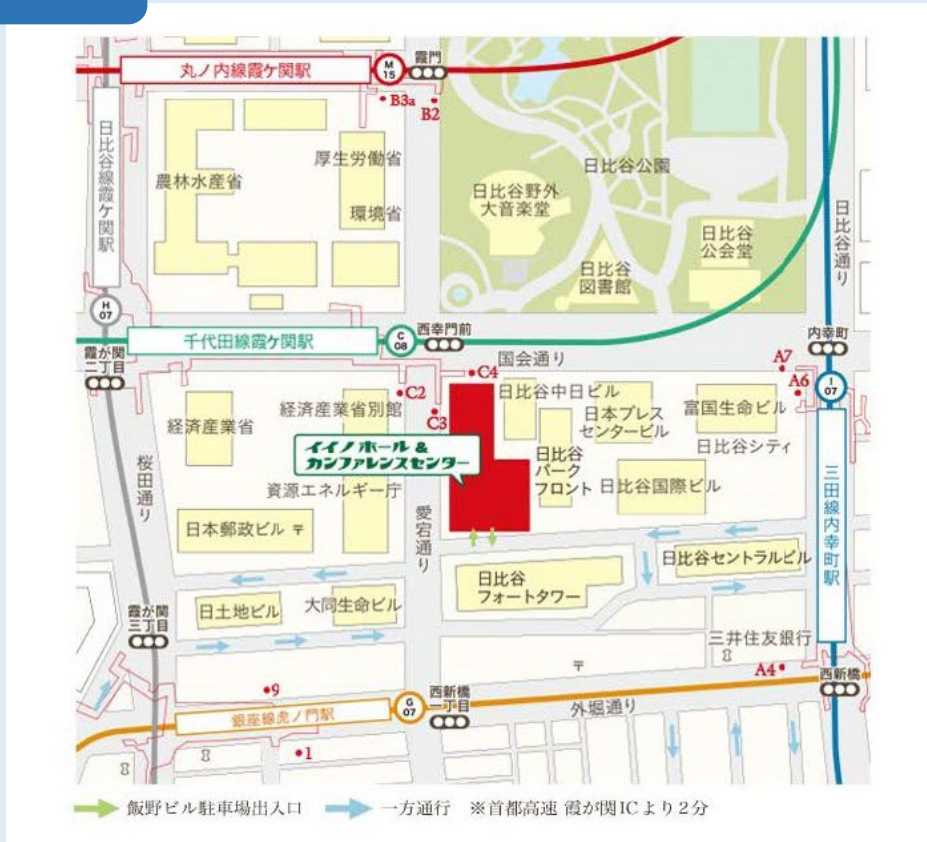 丸ノ内線霞ケ関駅
M
15
霞門
B3a
B2
日比谷線霞ケ関駅
農林水産省
厚生労働省
環境省
日比谷公園
日比谷野外
大音楽堂
日比谷
公会堂
日比谷
図書館
日比谷通り
H
07
千代田線霞ケ関駅
C
08
西幸門前
内幸町
霞が関
二丁目
国会通り
C4
A7
A6
I
07
C2
C3
経済産業省
経済産業省別館
日比谷中日ビル
日本プレス
センタービル
富国生命ビル
日比谷シティ
イイノホール &
カンファレンスセンター
日比谷
パーク
フロント
日比谷国際ビル
桜田通り
資源エネルギー庁
愛宕通り
三田線内幸町駅
日本郵政ビル 〒
日比谷
フォートタワー
日比谷セントラルビル
霞が関
三丁目
日土地ビル
大同生命ビル
三井住友銀行
〒
A4
9
銀座線虎ノ門駅
G
07
西新橋
一丁目
外堀通り
西新橋
1
飯野ビル駐車場出入口
一方通行 ※首都高速 霞が関ICより2分